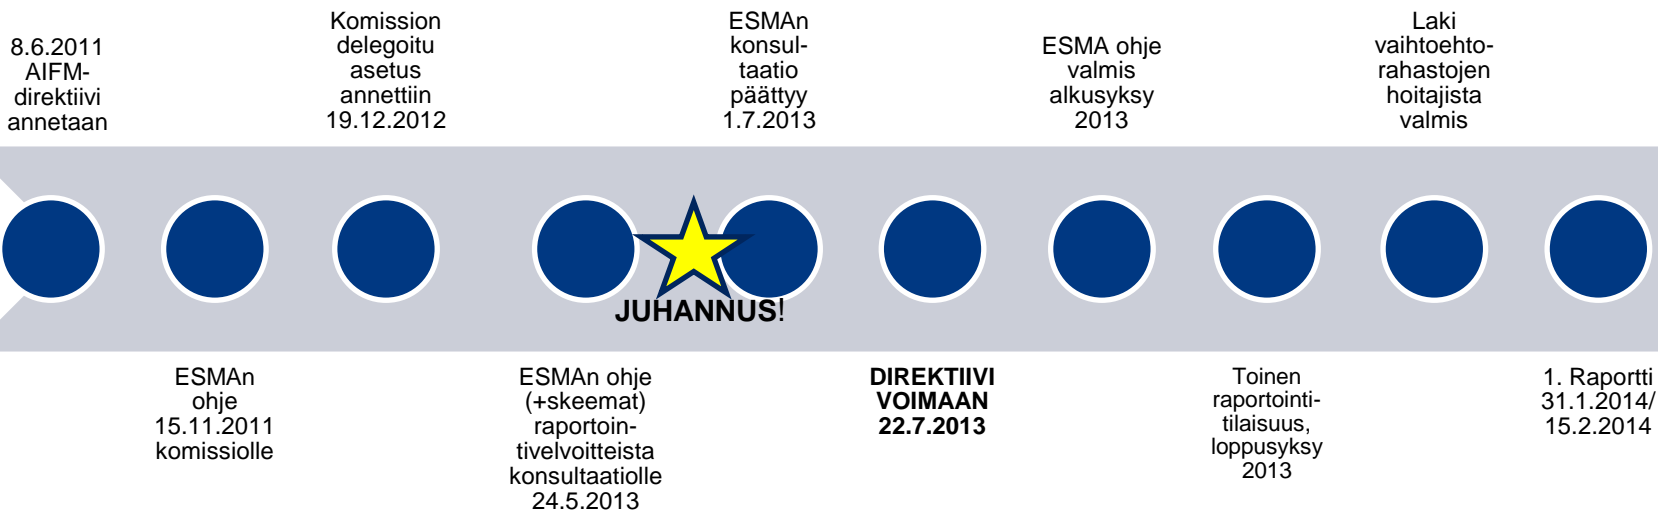 8.6.2011
AIFM-
direktiivi
annetaan
Komission
delegoitu
asetus
annettiin
19.12.2012
ESMAn
konsul-
taatio
päättyy
1.7.2013
ESMA ohje
valmis
alkusyksy
2013
Laki
vaihtoehto-
rahastojen
hoitajista
valmis
JUHANNUS!
ESMAn
ohje
15.11.2011
komissiolle
ESMAn ohje
(+skeemat)
raportoin-
tivelvoitteista
konsultaatiolle
24.5.2013
DIREKTIIVI
VOIMAAN
22.7.2013
Toinen
raportointi-
tilaisuus,
loppusyksy
2013
1. Raportti
31.1.2014/
15.2.2014